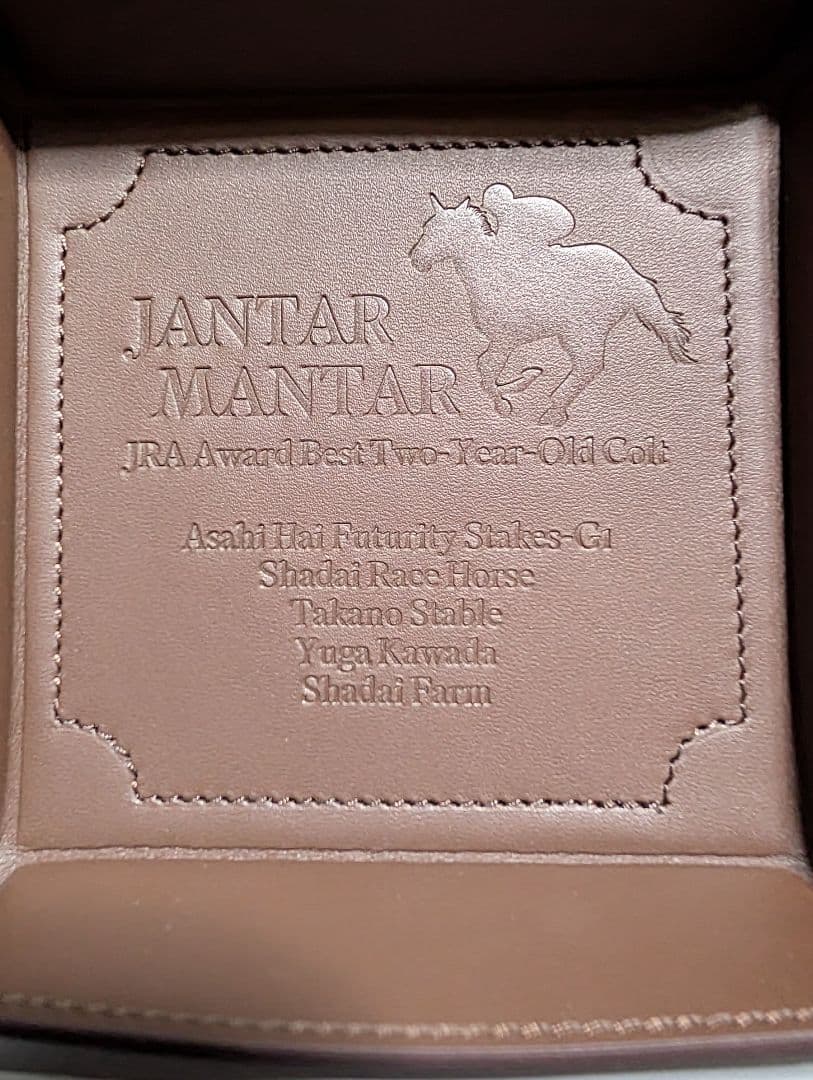 JANTAR
MANTAR
JRA Award Best Two-Year-Old Colt
Asahi Hai Futurity Stakes-G1
Shadai Race Horse
Takano Stable
Yuga Kawada
Shadai Farm